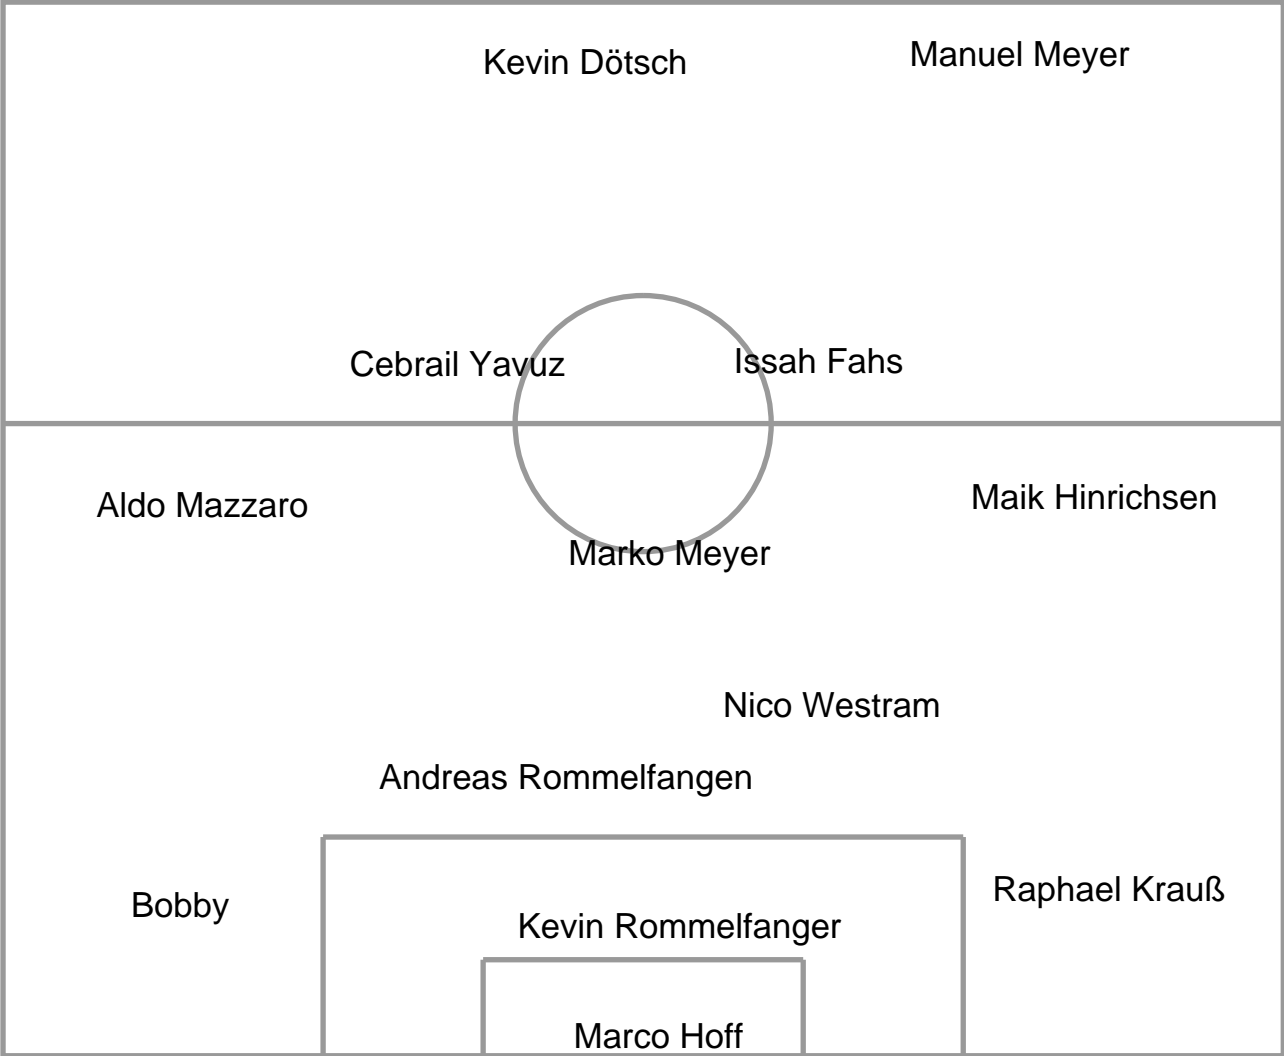 Kevin Dötsch
Manuel Meyer
Cebrail Yavuz
Issah Fahs
Aldo Mazzaro
Maik Hinrichsen
Marko Meyer
Nico Westram
Andreas Rommelfangen
Bobby
Raphael Krauß
Kevin Rommelfanger
Marco Hoff